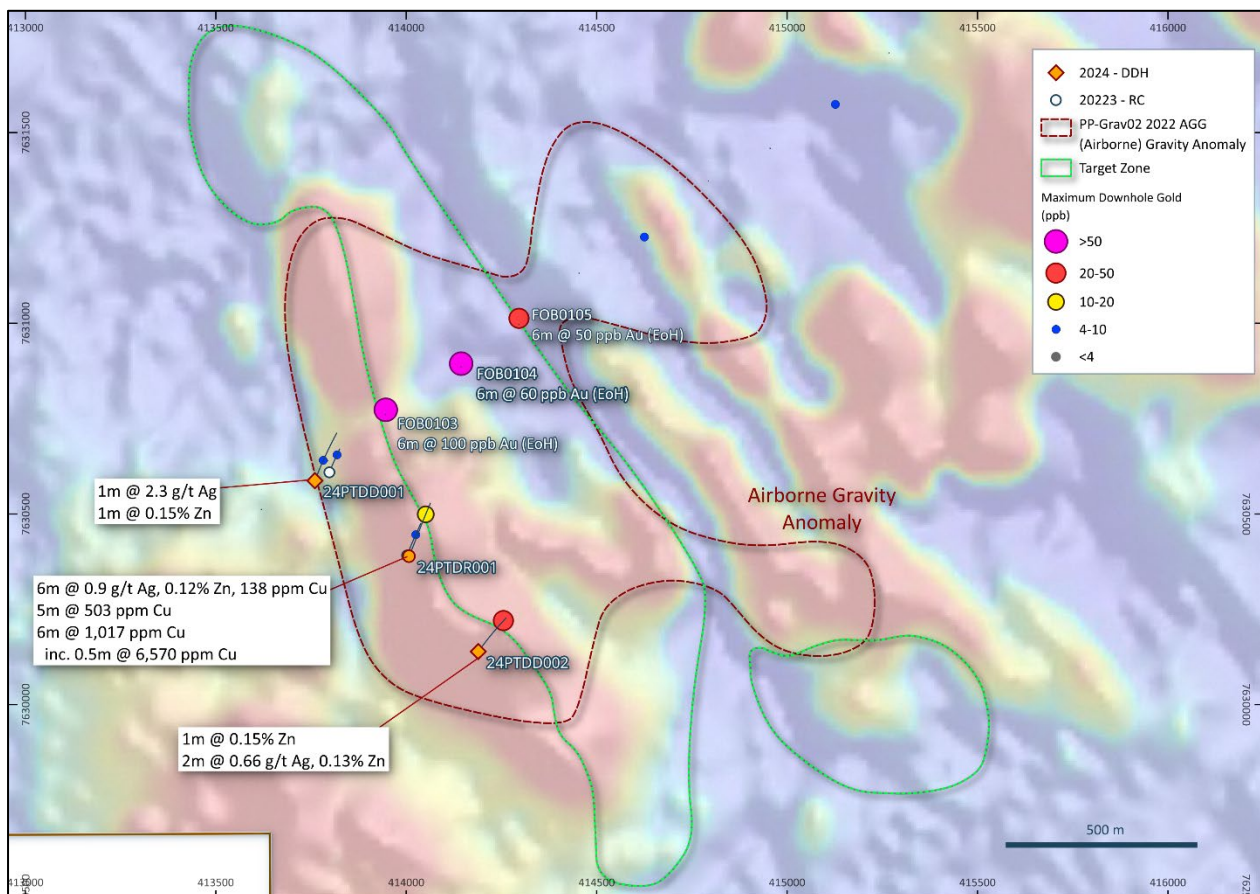 413000
413500
414000
414500
415000
415500
416000
2024 - DDH
20223 - RC
PP-Grav02 2022 AGG
(Airborne) Gravity Anomaly
Target Zone
Maximum Downhole Gold
(ppb)
>50
20-50
10-20
4-10
<4
7631500
7631500
7631000
7631000
FOB0105
6m @ 50 ppb Au (EoH)
FOB0104
6m @ 60 ppb Au (EoH)
FOB0103
6m @ 100 ppb Au (EoH)
1m @ 2.3 g/t Ag
1m @ 0.15% Zn
24PTDD001
Airborne Gravity
Anomaly
7630500
7630500
24PTDR001
6m @ 0.9 g/t Ag, 0.12% Zn, 138 ppm Cu
5m @ 503 ppm Cu
6m @ 1,017 ppm Cu
inc. 0.5m @ 6,570 ppm Cu
24PTDD002
7630000
7630000
1m @ 0.15% Zn
2m @ 0.66 g/t Ag, 0.13% Zn
500 m
413000
413500
414000
414500
415000
415500
416000